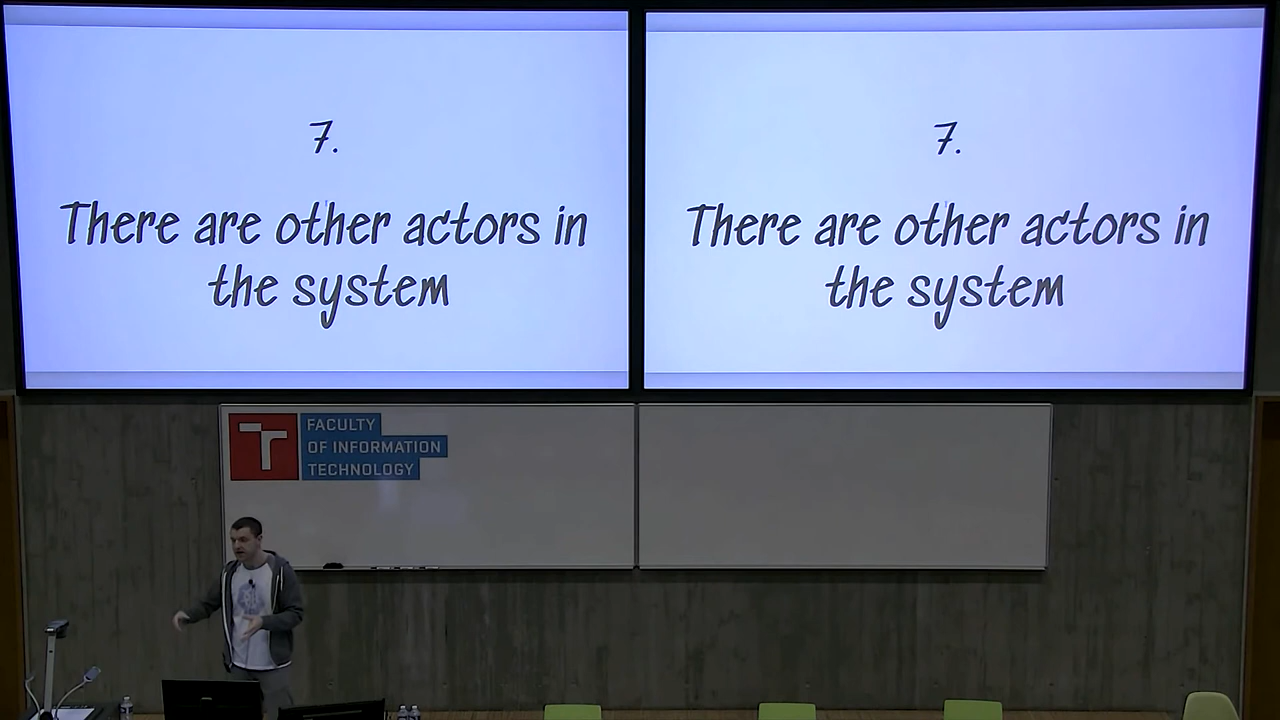 7.
There are other actors in
the system
7.
There are other actors in
the system
T
FACULTY
OF INFORMATION
TECHNOLOGY